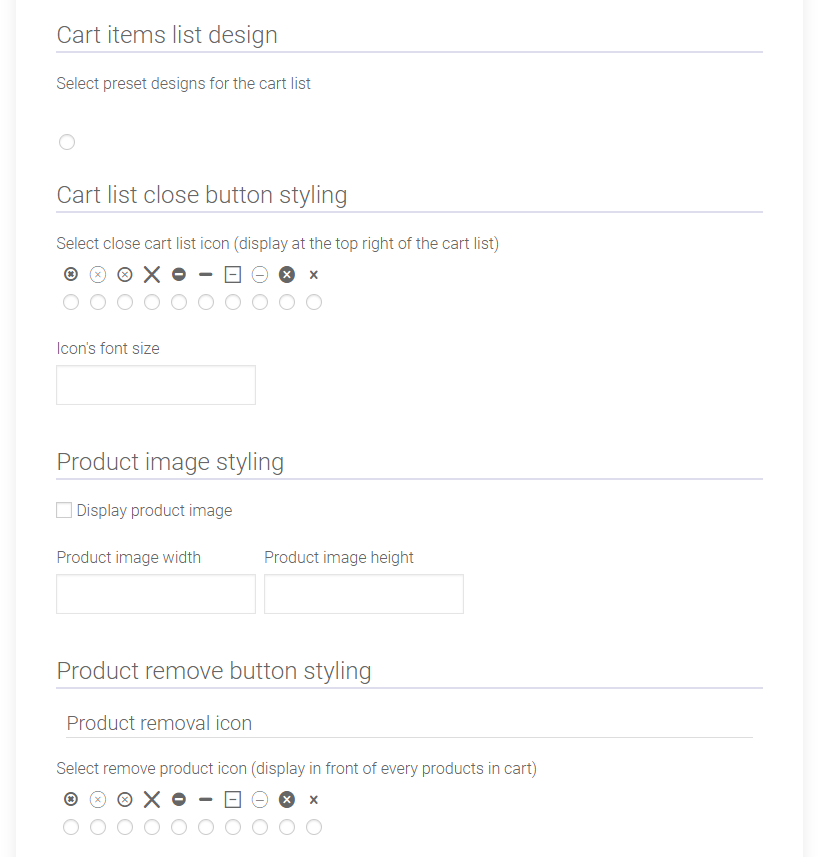 Cart items list design
Select preset designs for the cart list
Cart list close button styling
Select close cart list icon (display at the top right of the cart list)
Icon's font size
Product image styling
Display product image
Product image width Product image height
Product remove button styling
Product removal icon
Select remove product icon (display in front of every products in cart)